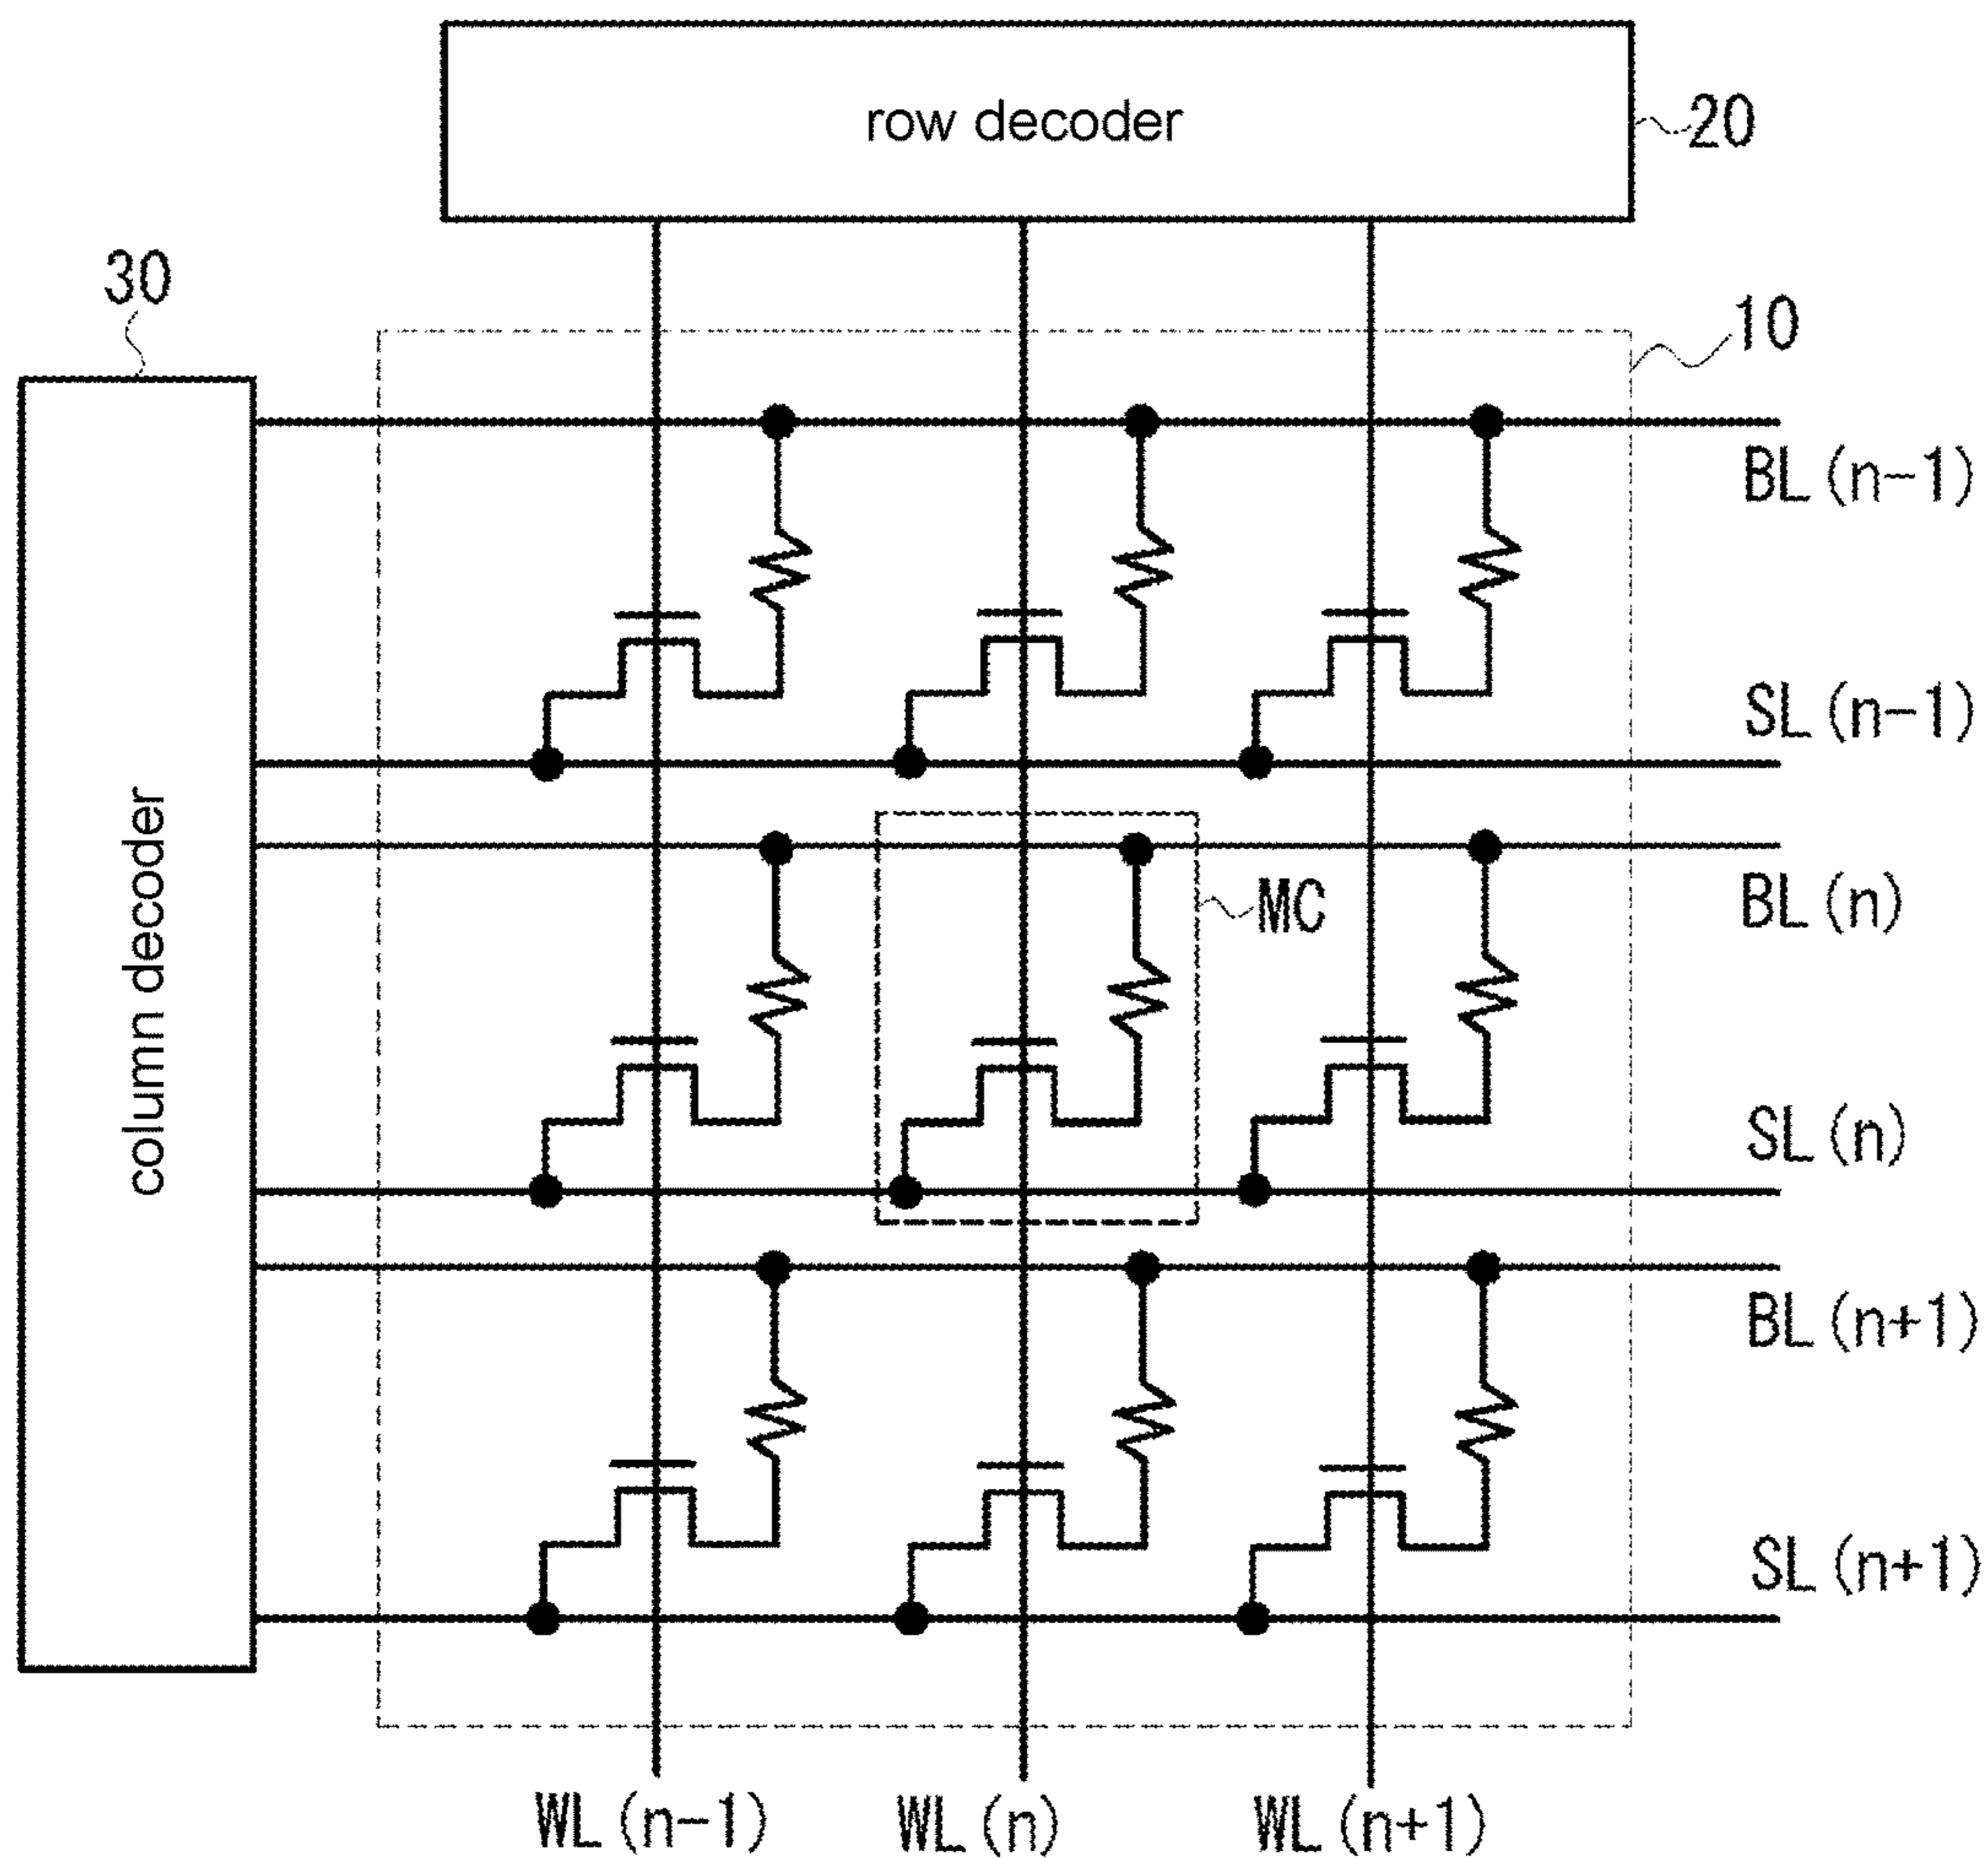 row decoder
20
30
10
BL(n-1)
SL(n-1)
column decoder
BL(n)
MC
SL(n)
BL(n+1)
SL(n+1)
WL(n-1)
WL(n)
WL(n+1)